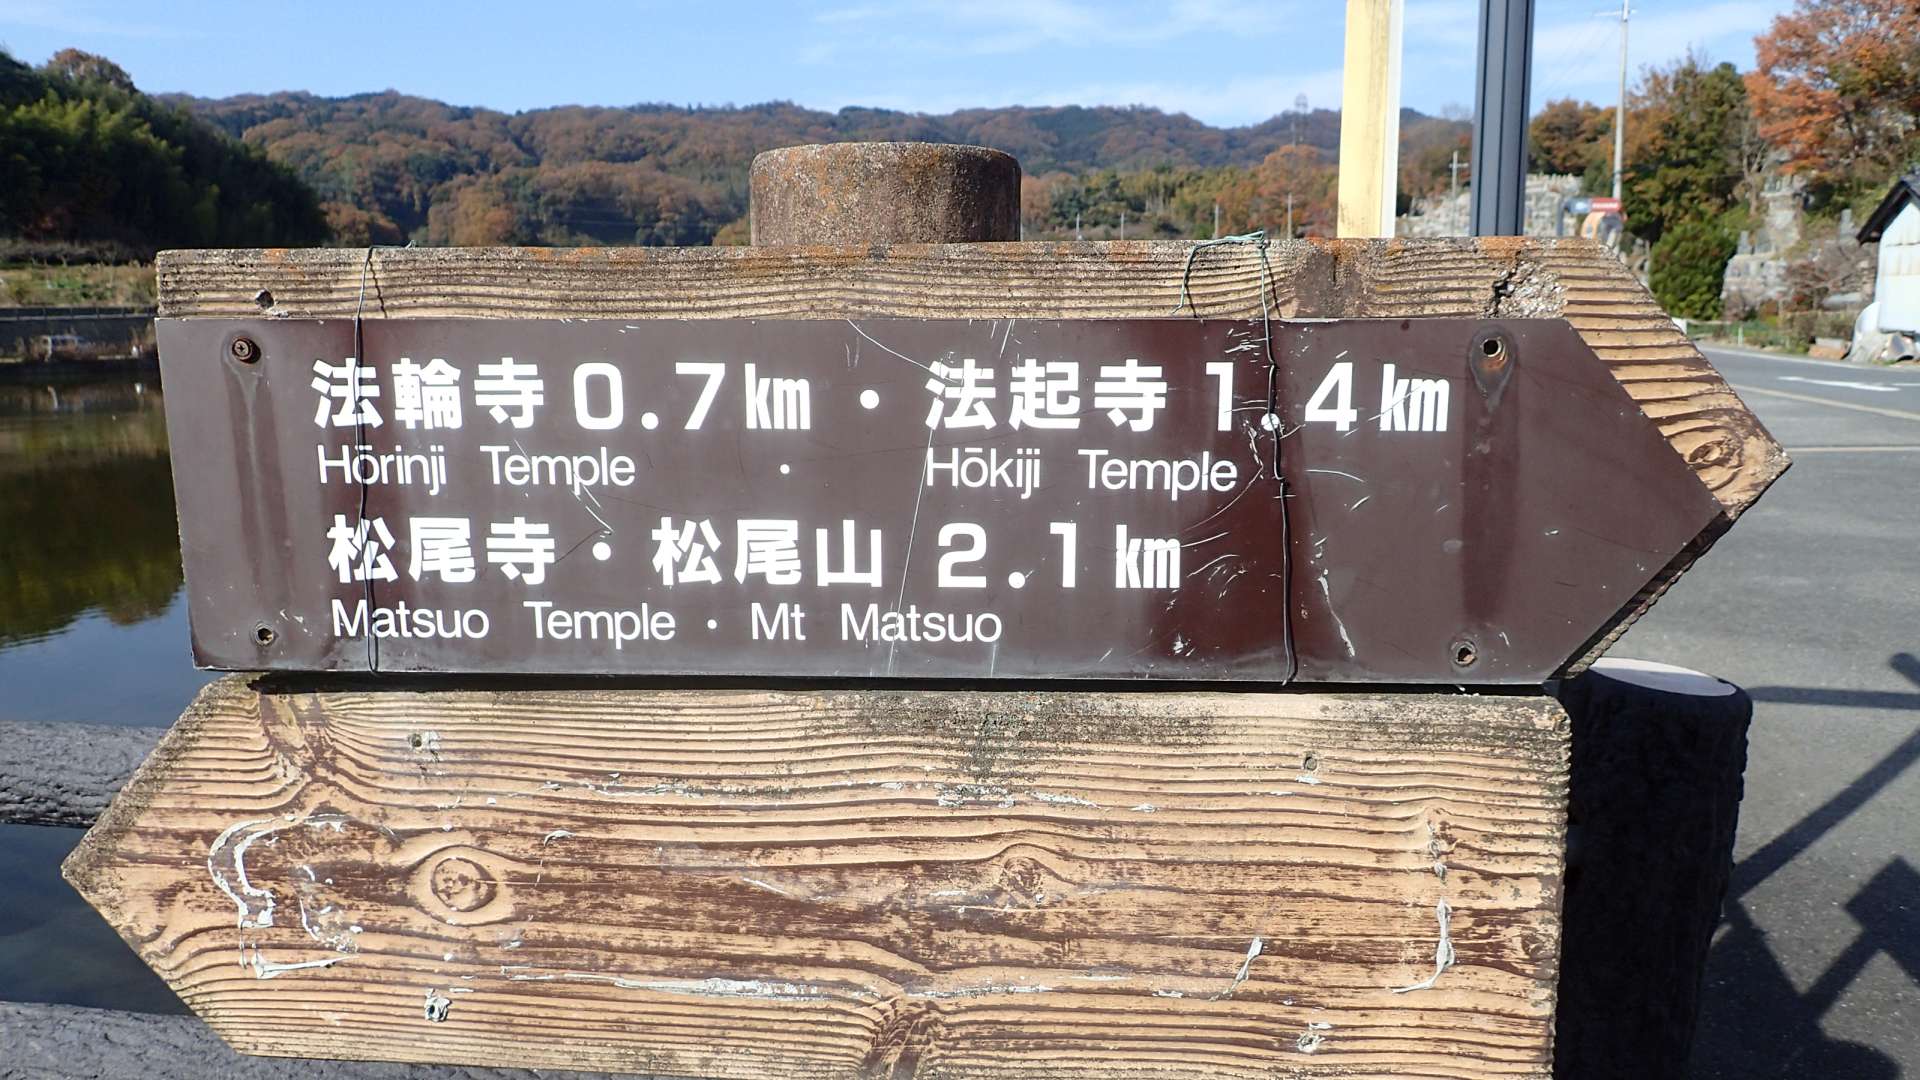 法輪寺 0.7km・法起寺 1.4km
Hōrinji Temple ・ Hōkiji Temple
松尾寺・松尾山 2.1km
Matsuo Temple・Mt Matsuo